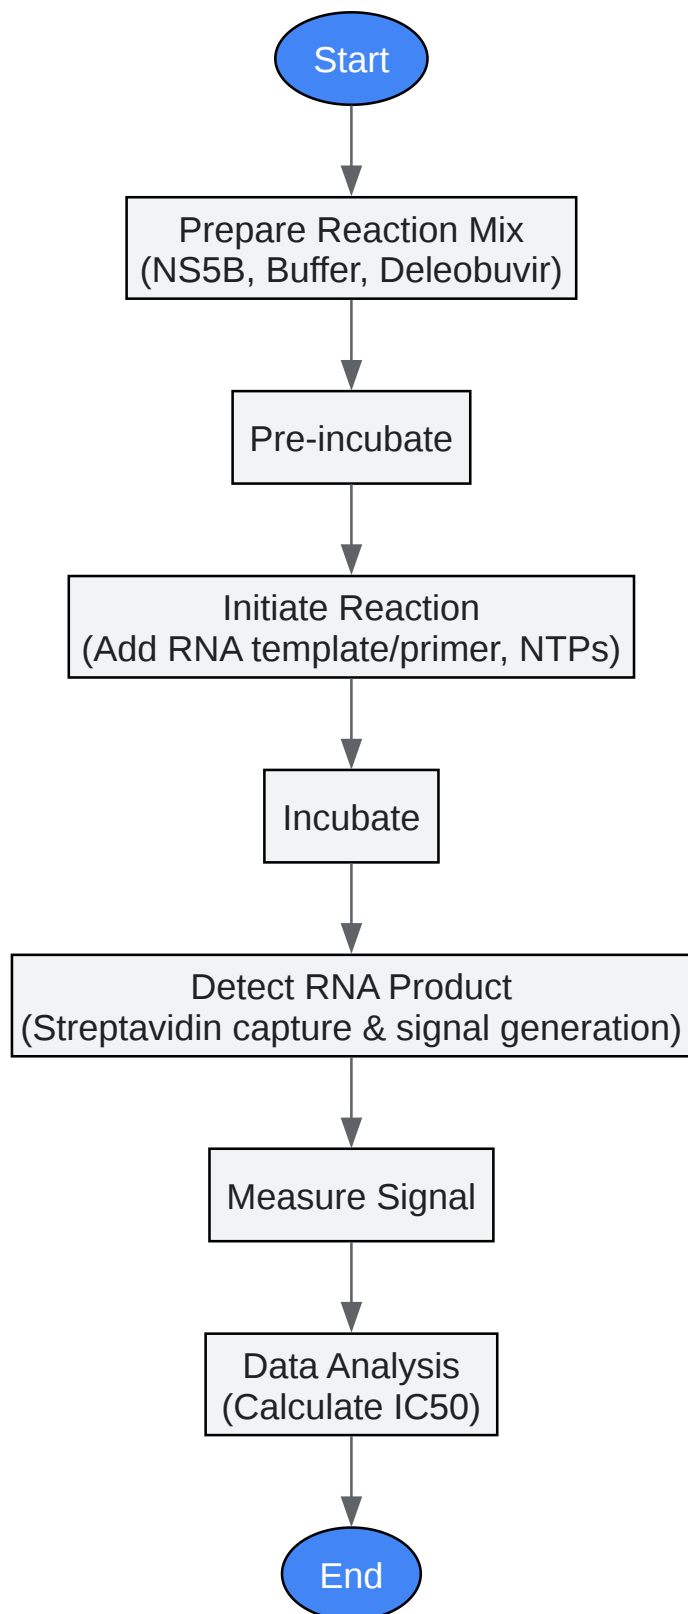 Start
Prepare Reaction Mix
(NS5B, Buffer, Deleobuvir)
Pre-incubate
Initiate Reaction
(Add RNA template/primer, NTPs)
Incubate
Detect RNA Product
(Streptavidin capture & signal generation)
Measure Signal
Data Analysis
(Calculate IC50)
End